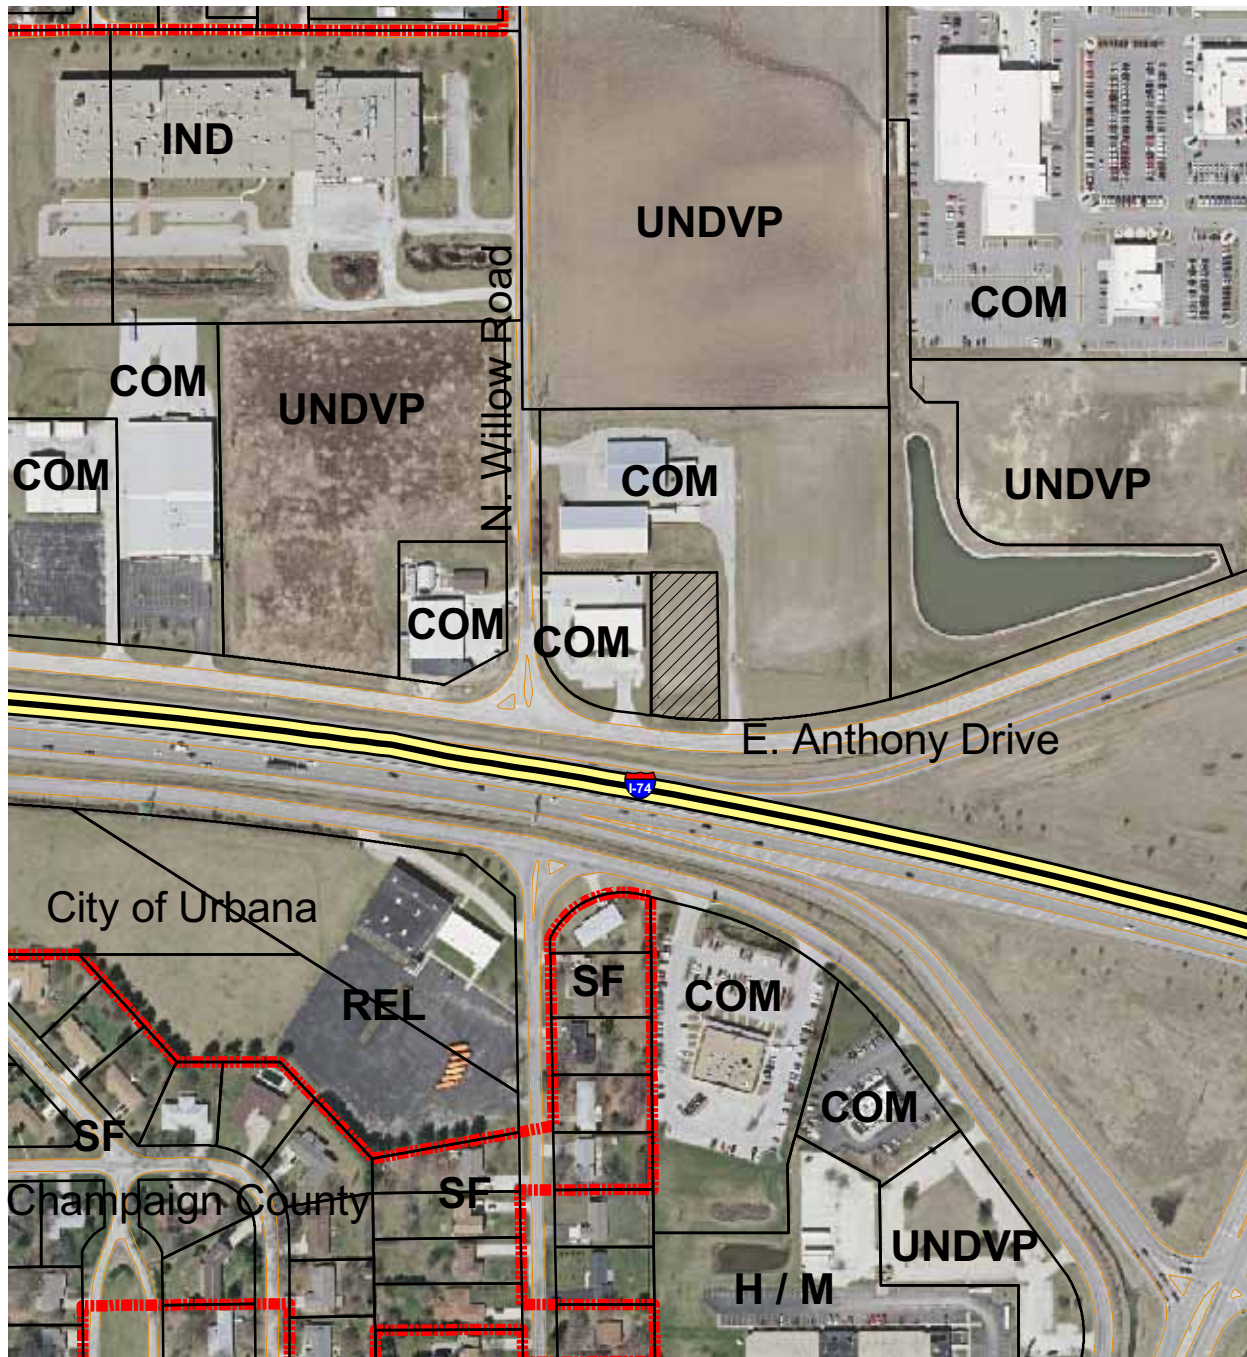 IND
UNDVP
COM
N. Willow Road
COM
UNDVP
COM
COM
UNDVP
COM
COM
E. Anthony Drive
I-74
City of Urbana
REL
SF
COM
COM
SF
Champaign County
SF
UNDVP
H / M